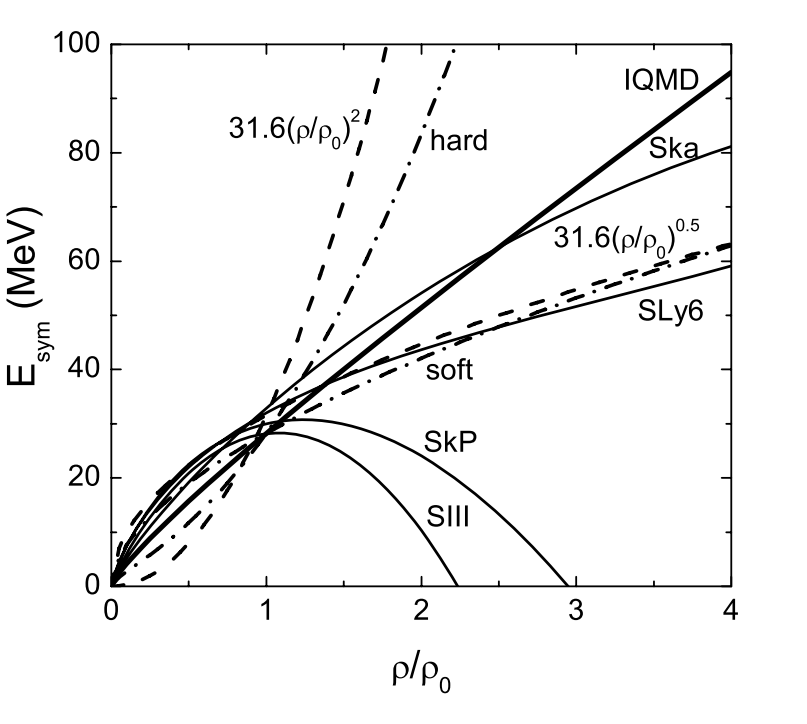 100
80
60
40
20
0
E_sym (MeV)
31.6(ρ/ρ₀)²
hard
IQMD
Ska
31.6(ρ/ρ₀)^0.5
SLy6
soft
SkP
SIII
0 1 2 3 4
ρ/ρ₀